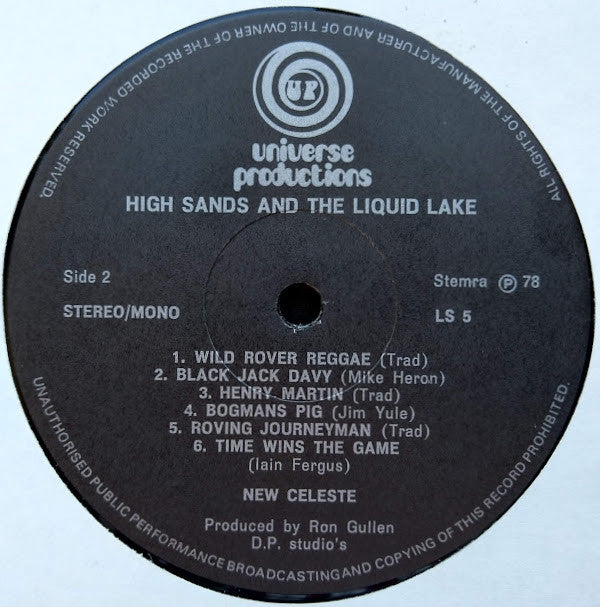 ALL RIGHTS OF THE MANUFACTURER AND OF THE OWNER OF THE RECORDED WORK RESERVED.
UP
universe
productions
HIGH SANDS AND THE LIQUID LAKE
Side 2
Stemra ℗ 78
STEREO/MONO
LS 5
1. WILD ROVER REGGAE (Trad)
2. BLACK JACK DAVY (Mike Heron)
3. HENRY MARTIN (Trad)
4. BOGMANS PIG (Jim Yule)
5. ROVING JOURNEYMAN (Trad)
6. TIME WINS THE GAME
(Iain Fergus)
NEW CELESTE
Produced by Ron Gullen
D.P. studio's
UNAUTHORISED PUBLIC PERFORMANCE BROADCASTING AND COPYING OF THIS RECORD PROHIBITED.